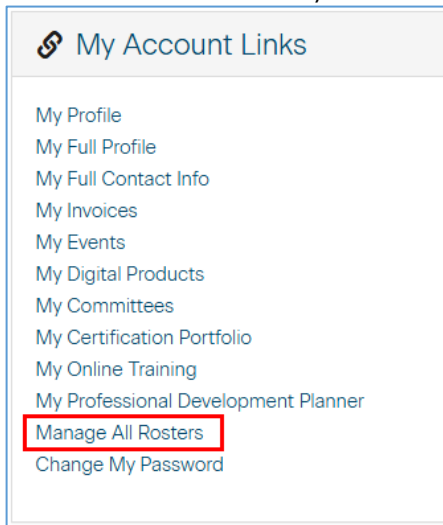 My Account Links
My Profile
My Full Profile
My Full Contact Info
My Invoices
My Events
My Digital Products
My Committees
My Certification Portfolio
My Online Training
My Professional Development Planner
Manage All Rosters
Change My Password